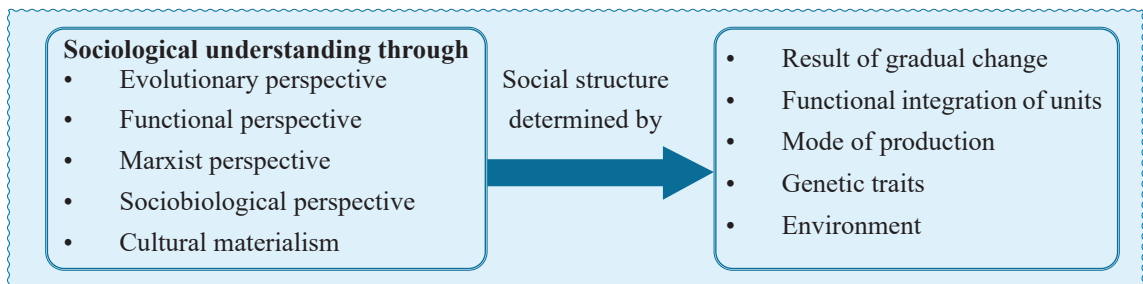 Sociological understanding through
• Evolutionary perspective
• Functional perspective
• Marxist perspective
• Sociobiological perspective
• Cultural materialism
Social structure
determined by
• Result of gradual change
• Functional integration of units
• Mode of production
• Genetic traits
• Environment